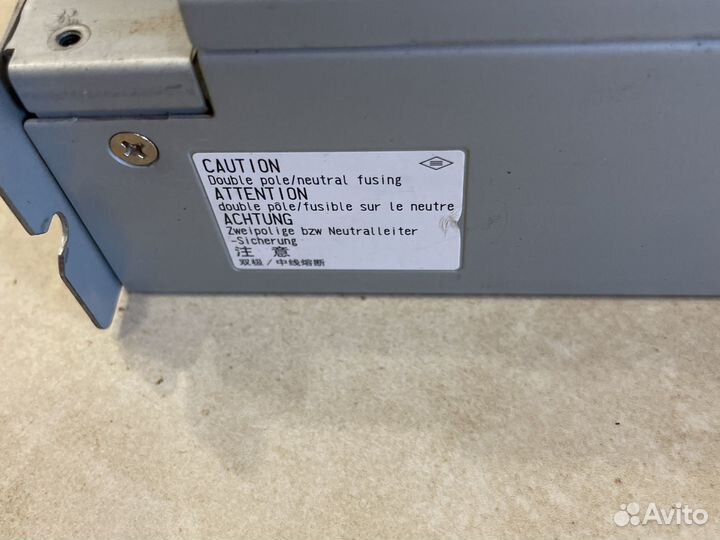 CAUTION
Double pole/neutral fusing
ATTENTION
double pôle/fusible sur le neutre
ACHTUNG
Zweipolige bzw Neutralleiter
-Sicherung
注 意
双极／中线熔断
Avito